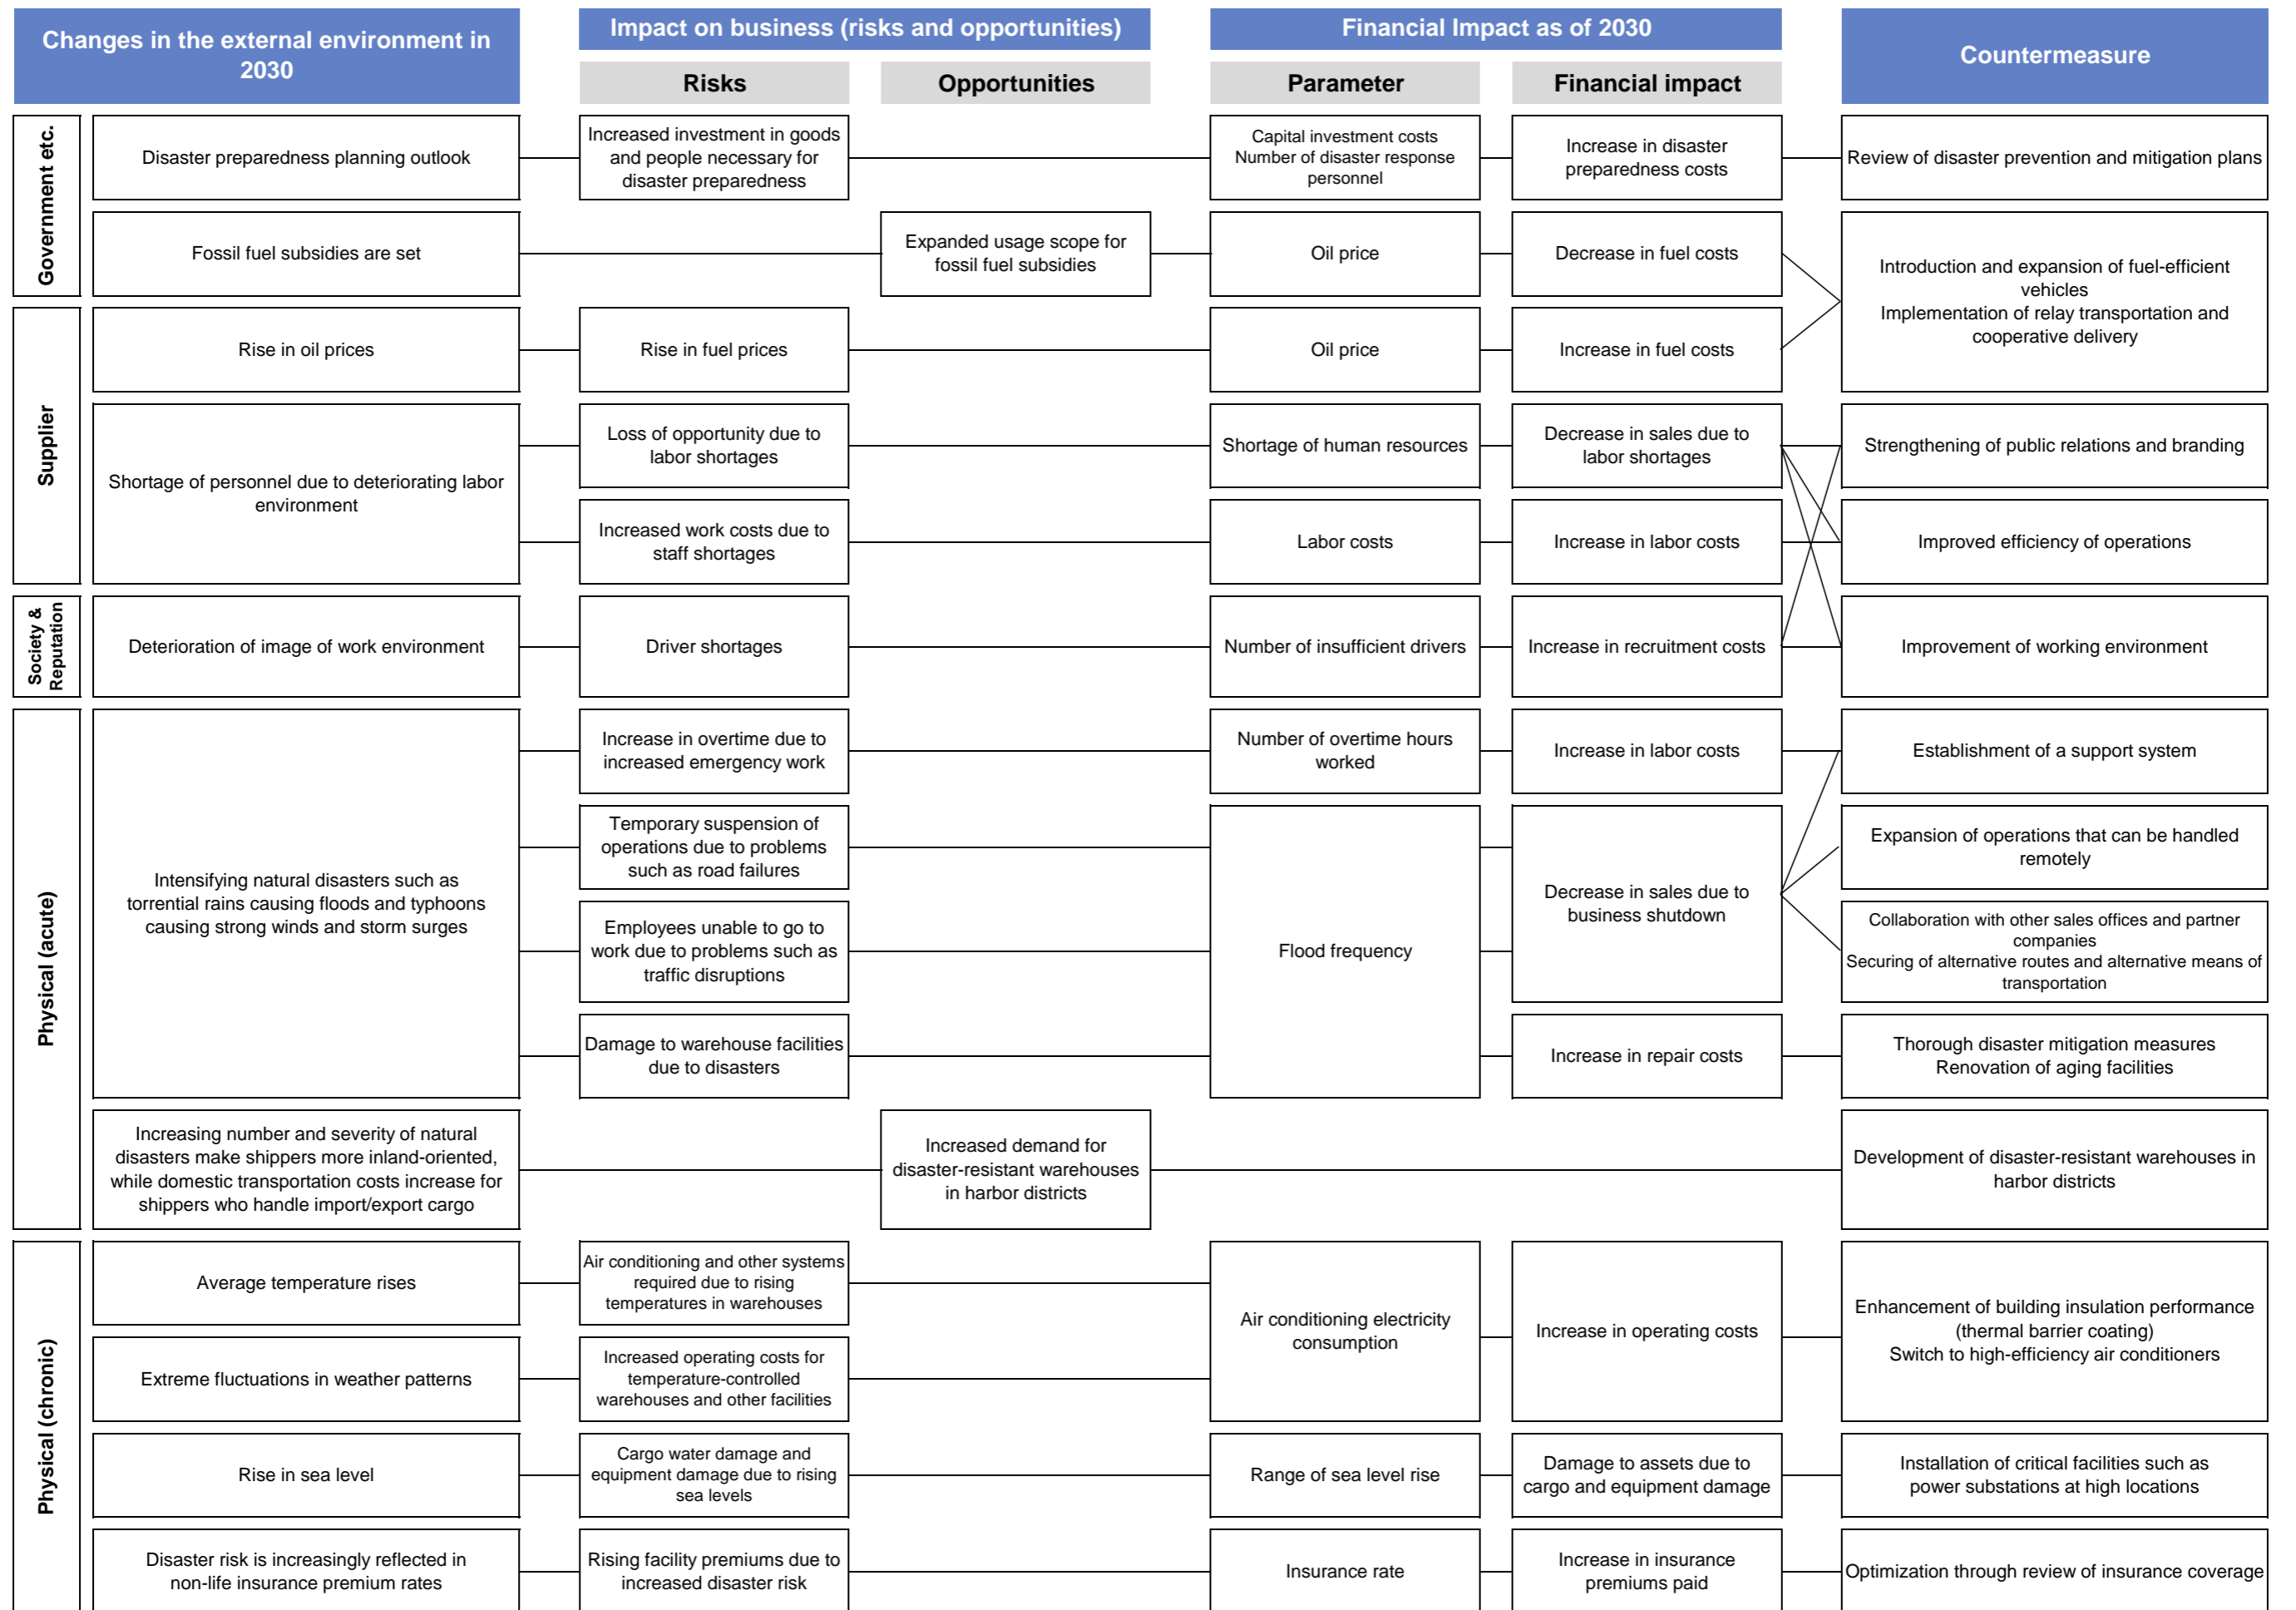 Changes in the external environment in
2030
Impact on business (risks and opportunities)
Risks
Opportunities
Financial Impact as of 2030
Parameter
Financial impact
Countermeasure
Government etc.
Disaster preparedness planning outlook
Increased investment in goods
and people necessary for
disaster preparedness
Capital investment costs
Number of disaster response
personnel
Increase in disaster
preparedness costs
Review of disaster prevention and mitigation plans
Fossil fuel subsidies are set
Expanded usage scope for
fossil fuel subsidies
Oil price
Decrease in fuel costs
Introduction and expansion of fuel-efficient
vehicles
Implementation of relay transportation and
cooperative delivery
Supplier
Rise in oil prices
Rise in fuel prices
Oil price
Increase in fuel costs
Shortage of personnel due to deteriorating labor
environment
Loss of opportunity due to
labor shortages
Shortage of human resources
Decrease in sales due to
labor shortages
Strengthening of public relations and branding
Increased work costs due to
staff shortages
Labor costs
Increase in labor costs
Improved efficiency of operations
Society &
Reputation
Deterioration of image of work environment
Driver shortages
Number of insufficient drivers
Increase in recruitment costs
Improvement of working environment
Physical (acute)
Intensifying natural disasters such as
torrential rains causing floods and typhoons
causing strong winds and storm surges
Increase in overtime due to
increased emergency work
Number of overtime hours
worked
Increase in labor costs
Establishment of a support system
Temporary suspension of
operations due to problems
such as road failures
Flood frequency
Decrease in sales due to
business shutdown
Expansion of operations that can be handled
remotely
Employees unable to go to
work due to problems such as
traffic disruptions
Collaboration with other sales offices and partner
companies
Securing of alternative routes and alternative means of
transportation
Damage to warehouse facilities
due to disasters
Increase in repair costs
Thorough disaster mitigation measures
Renovation of aging facilities
Increasing number and severity of natural
disasters make shippers more inland-oriented,
while domestic transportation costs increase for
shippers who handle import/export cargo
Increased demand for
disaster-resistant warehouses
in harbor districts
Development of disaster-resistant warehouses in
harbor districts
Physical (chronic)
Average temperature rises
Air conditioning and other systems
required due to rising
temperatures in warehouses
Air conditioning electricity
consumption
Increase in operating costs
Enhancement of building insulation performance
(thermal barrier coating)
Switch to high-efficiency air conditioners
Extreme fluctuations in weather patterns
Increased operating costs for
temperature-controlled
warehouses and other facilities
Rise in sea level
Cargo water damage and
equipment damage due to rising
sea levels
Range of sea level rise
Damage to assets due to
cargo and equipment damage
Installation of critical facilities such as
power substations at high locations
Disaster risk is increasingly reflected in
non-life insurance premium rates
Rising facility premiums due to
increased disaster risk
Insurance rate
Increase in insurance
premiums paid
Optimization through review of insurance coverage